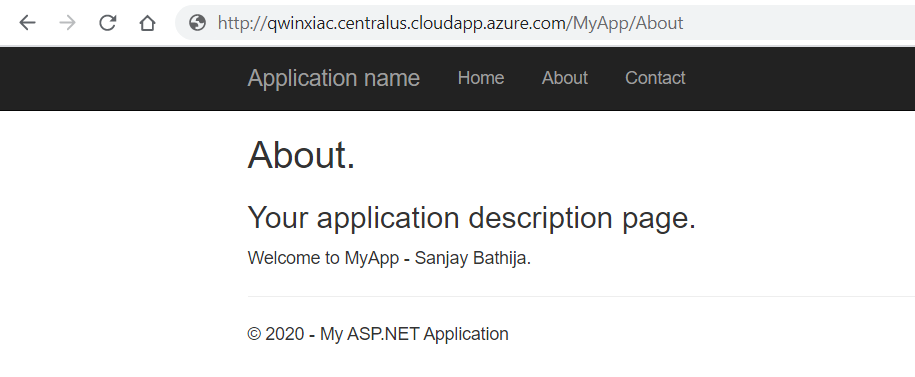 http://qwinxiac.centralus.cloudapp.azure.com/MyApp/About
Application name Home About Contact
About.
Your application description page.
Welcome to MyApp - Sanjay Bathija.
© 2020 - My ASP.NET Application